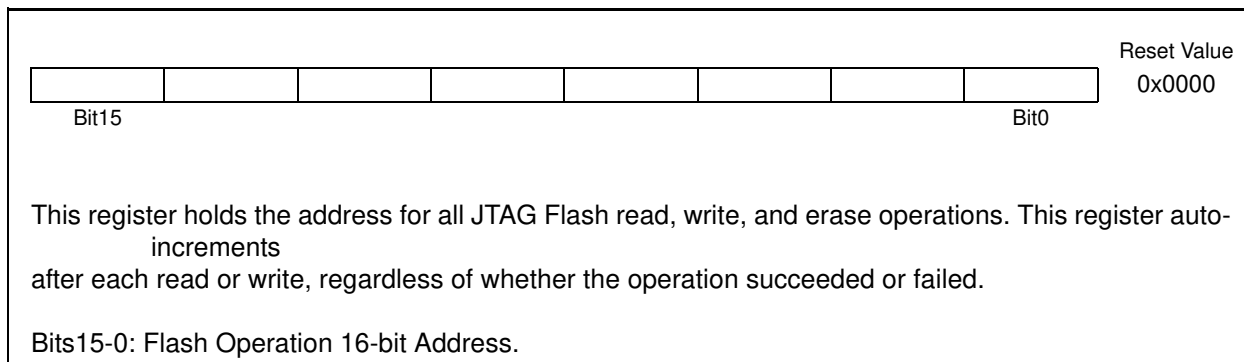 Reset Value
0x0000
Bit15 Bit0
This register holds the address for all JTAG Flash read, write, and erase operations. This register auto-
increments
after each read or write, regardless of whether the operation succeeded or failed.
Bits15-0: Flash Operation 16-bit Address.